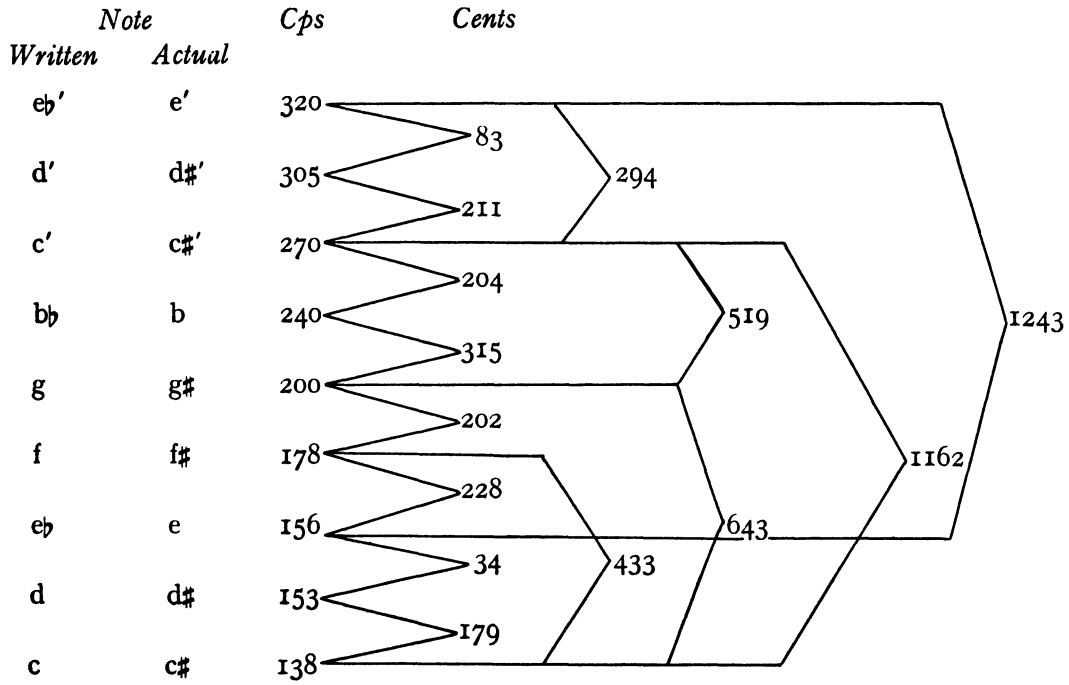 Note Cps Cents
Written Actual
e♭′ e′ 320
83
d′ d♯′ 305 294
211
c′ c♯′ 270
204
b♭ b 240 519 1243
315
g g♯ 200
202
f f♯ 178 1162
228
e♭ e 156 643
34 433
d d♯ 153
179
c c♯ 138